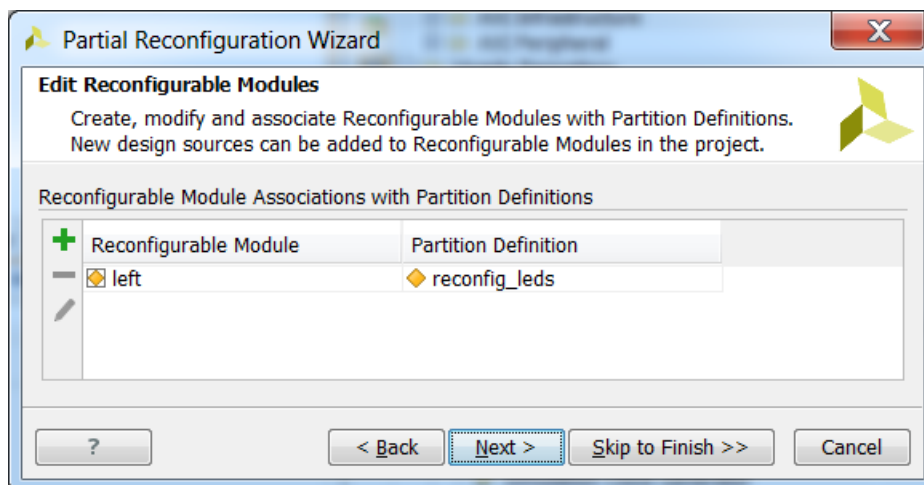 AXI Peripheral
Partial Reconfiguration Wizard
X
Edit Reconfigurable Modules
Create, modify and associate Reconfigurable Modules with Partition Definitions.
New design sources can be added to Reconfigurable Modules in the project.
Reconfigurable Module Associations with Partition Definitions
Reconfigurable Module Partition Definition
left reconfig_leds
? < Back Next > Skip to Finish >> Cancel